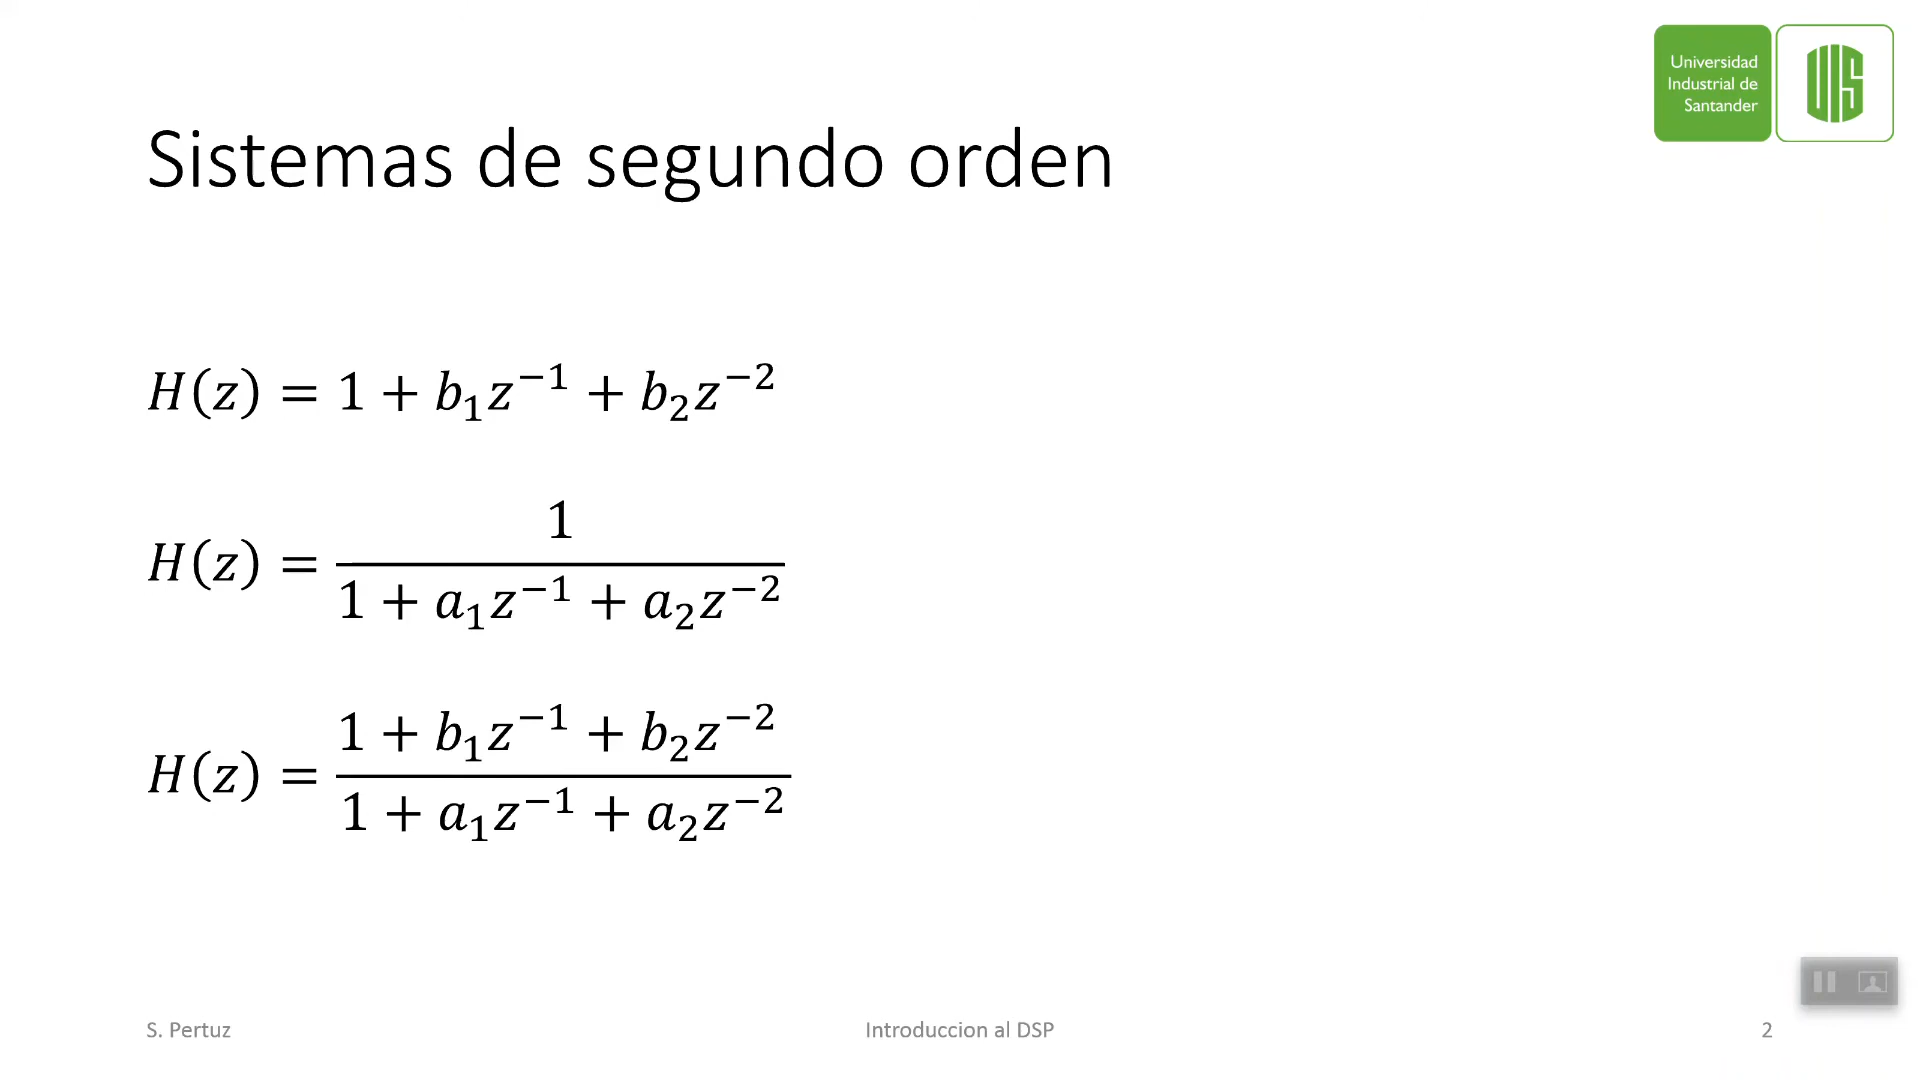 Universidad
Industrial de
Santander
UIS
Sistemas de segundo orden
H(z) = 1 + b₁z⁻¹ + b₂z⁻²
H(z) = 1 / (1 + a₁z⁻¹ + a₂z⁻²)
H(z) = (1 + b₁z⁻¹ + b₂z⁻²) / (1 + a₁z⁻¹ + a₂z⁻²)
S. Pertuz
Introduccion al DSP
2